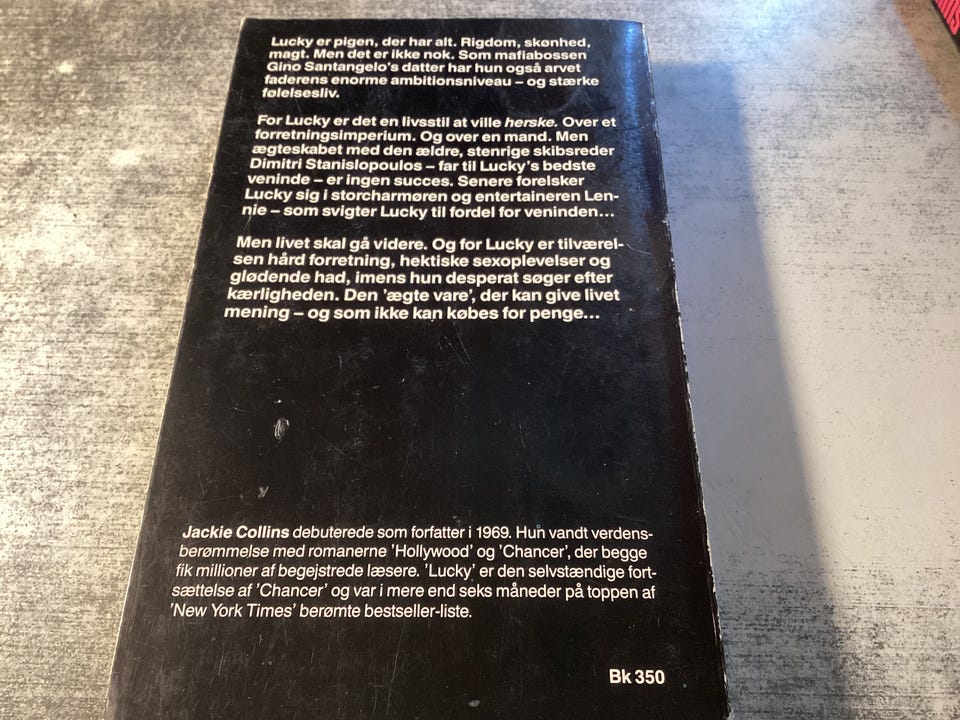 Lucky er pigen, der har alt. Rigdom, skønhed,
magt. Men det er ikke nok. Som mafiabossen
Gino Santangelo's datter har hun også arvet
faderens enorme ambitionsniveau – og stærke
følelsesliv.
For Lucky er det en livsstil at ville herske. Over et
forretningsimperium. Og over en mand. Men
ægteskabet med den ældre, stenrige skibsreder
Dimitri Stanislopoulos – far til Lucky's bedste
veninde – er ingen succes. Senere forelsker
Lucky sig i storcharmøren og entertaineren Len-
nie – som svigter Lucky til fordel for veninden...
Men livet skal gå videre. Og for Lucky er tilværel-
sen hård forretning, hektiske sexoplevelser og
glødende had, imens hun desperat søger efter
kærligheden. Den 'ægte vare', der kan give livet
mening – og som ikke kan købes for penge...
Jackie Collins debuterede som forfatter i 1969. Hun vandt verdens-
berømmelse med romanerne 'Hollywood' og 'Chancer', der begge
fik millioner af begejstrede læsere. 'Lucky' er den selvstændige fort-
sættelse af 'Chancer' og var i mere end seks måneder på toppen af
'New York Times' berømte bestseller-liste.
Bk 350